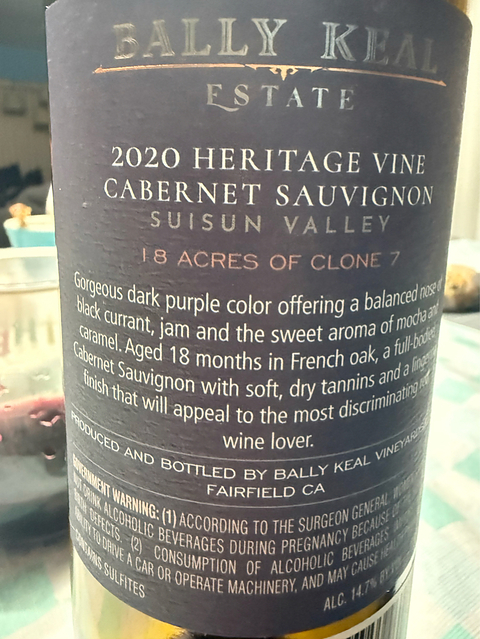 BALLY KEAL
ESTATE
2020 HERITAGE VINE
CABERNET SAUVIGNON
SUISUN VALLEY
18 ACRES OF CLONE 7
Gorgeous dark purple color offering a balanced nose of
black currant, jam and the sweet aroma of mocha and
caramel. Aged 18 months in French oak, a full-bodied
Cabernet Sauvignon with soft, dry tannins and a
finish that will appeal to the most discriminating red
wine lover.
PRODUCED AND BOTTLED BY BALLY KEAL VINEYARDS
FAIRFIELD CA
GOVERNMENT WARNING: (1) ACCORDING TO THE SURGEON GENERAL,
DRINK ALCOHOLIC BEVERAGES DURING PREGNANCY BECAUSE OF
DEFECTS. (2) CONSUMPTION OF ALCOHOLIC BEVERAGES
TO DRIVE A CAR OR OPERATE MACHINERY, AND MAY CAUSE
CONTAINS SULFITES
ALC. 14.7% BY